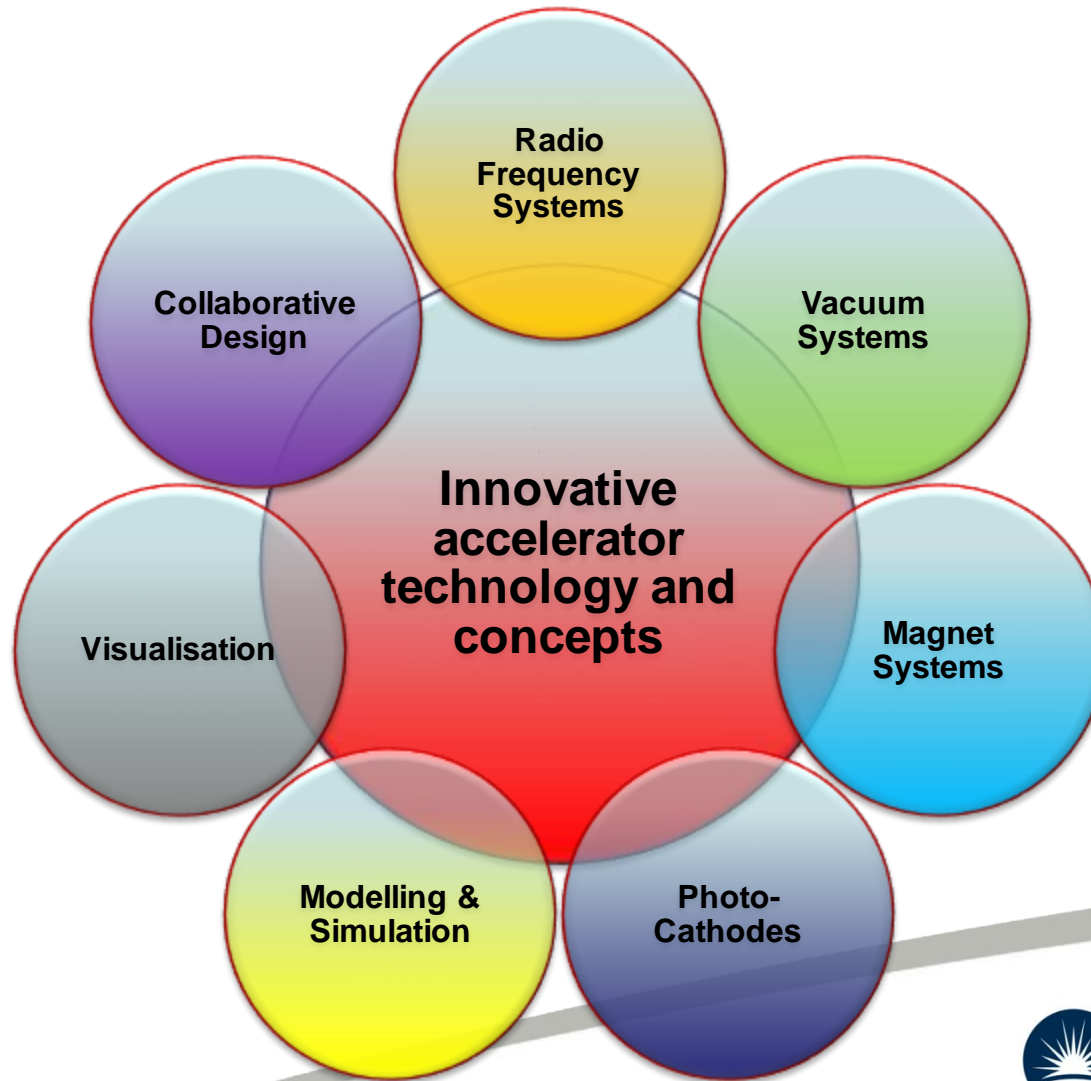 Radio
Frequency
Systems
Collaborative
Design
Vacuum
Systems
Innovative
accelerator
technology and
concepts
Visualisation
Magnet
Systems
Modelling &
Simulation
Photo-
Cathodes